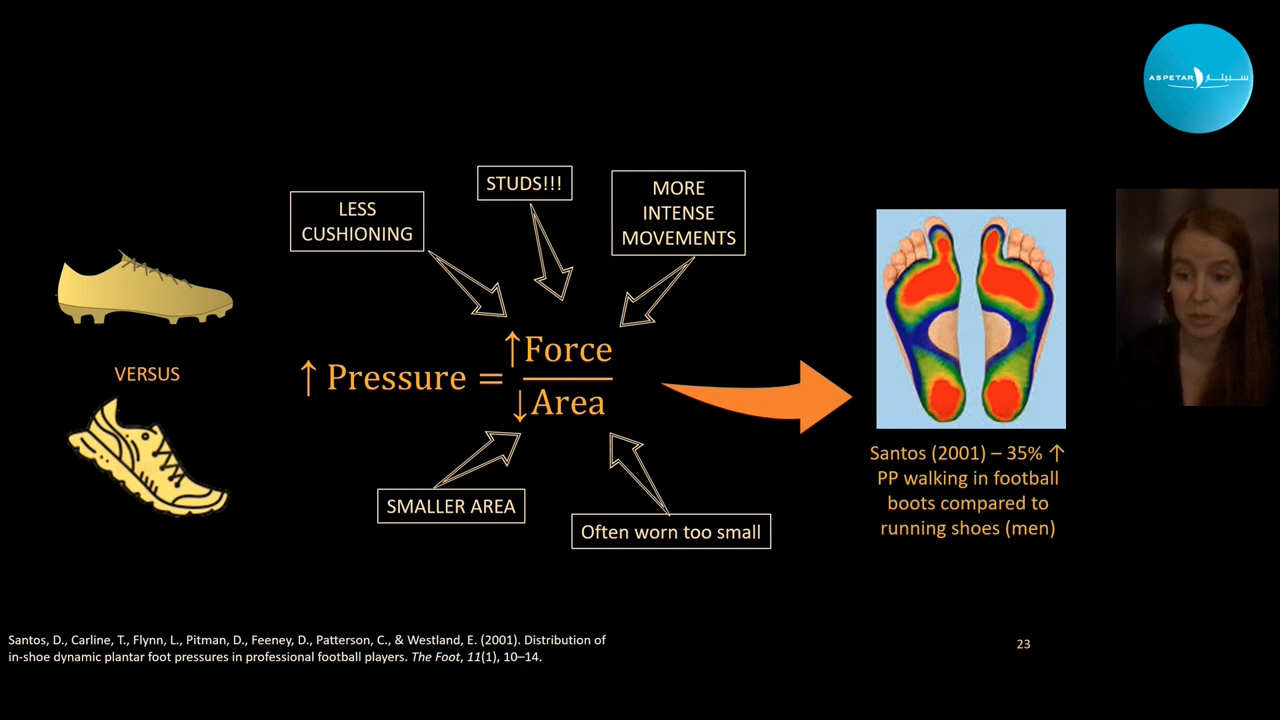 ASPETAR سبيتار
STUDS!!!
MORE
INTENSE
MOVEMENTS
LESS
CUSHIONING
VERSUS
↑ Pressure = ↑Force
↓Area
SMALLER AREA
Often worn too small
Santos (2001) – 35% ↑
PP walking in football
boots compared to
running shoes (men)
Santos, D., Carline, T., Flynn, L., Pitman, D., Feeney, D., Patterson, C., & Westland, E. (2001). Distribution of
in-shoe dynamic plantar foot pressures in professional football players. The Foot, 11(1), 10–14.
23